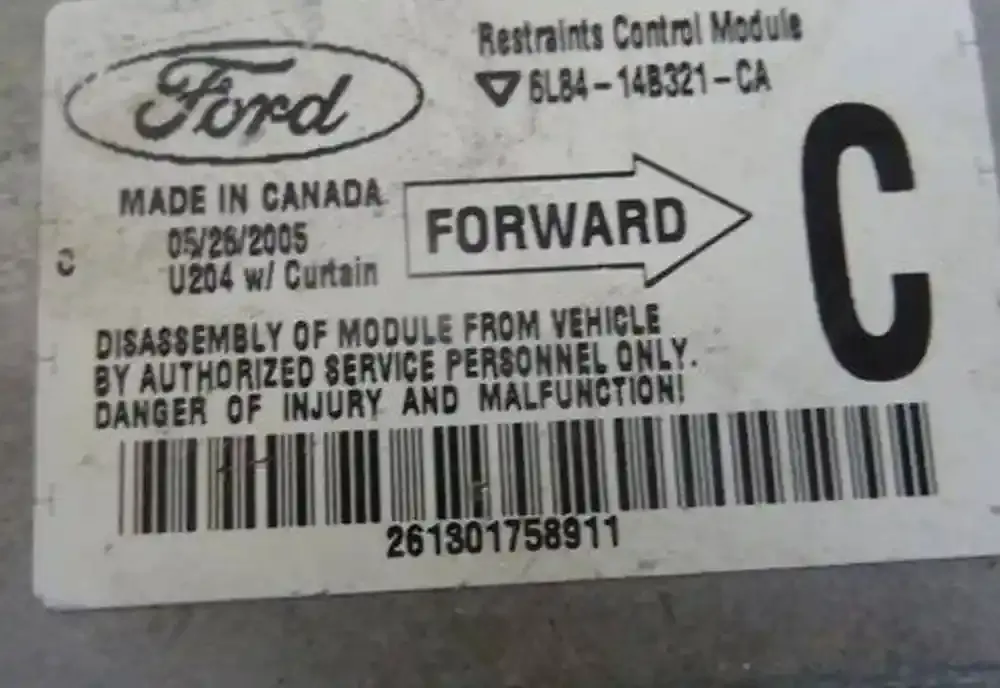 Ford
Restraints Control Module
6L84-14B321-CA
C
MADE IN CANADA
05/26/2005
U204 w/ Curtain
FORWARD
DISASSEMBLY OF MODULE FROM VEHICLE
BY AUTHORIZED SERVICE PERSONNEL ONLY.
DANGER OF INJURY AND MALFUNCTION!
261301758911